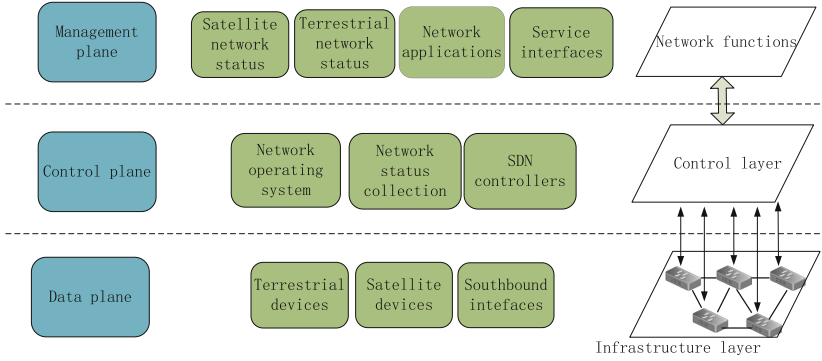 Management
plane
Satellite
network
status
Terrestrial
network
status
Network
applications
Service
interfaces
Network functions
Control plane
Network
operating
system
Network
status
collection
SDN
controllers
Control layer
Data plane
Terrestrial
devices
Satellite
devices
Southbound
intefaces
Infrastructure layer